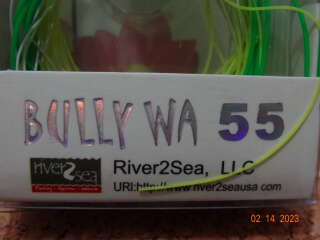 BULLY WA 55
river2sea
River2Sea, LLC
URl:http://www.river2seausa.com
02 14 2023